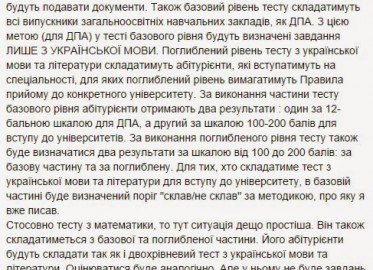 будуть подавати документи. Також базовий рівень тесту складатимуть
всі випускники загальноосвітніх навчальних закладів, як ДПА. З цією
метою (для ДПА) у тесті базового рівня будуть визначені завдання
ЛИШЕ З УКРАЇНСЬКОЇ МОВИ. Поглиблений рівень тесту з української
мови та літератури складатимуть абітурієнти, які вступатимуть на
спеціальності, для яких поглиблений рівень вимагатимуть Правила
прийому до конкретного університету. За виконання частини тесту
базового рівня абітурієнти отримають два результати : один за 12-
бальною шкалою для ДПА, а другий за шкалою 100-200 балів для
вступу до університетів. За виконання поглибленого рівня тесту також
буде визначатися два результати за шкалою від 100 до 200 балів: за
базову частину та за поглиблену. Для тих, хто складатиме тест з
української мови та літератури для вступу до університету, в базовій
частині буде визначений поріг "склав/не склав" за методикою, про яку я
вже писав.
Стосовно тесту з математики, то тут ситуація дещо простіша. Він також
складатиметься з базової та поглибленої частини. Його абітурієнти
будуть складати так як і двохрівневий тест з української мови та
літератури. Оцінюватися буде аналогічно. Але у ньому не буде завдань